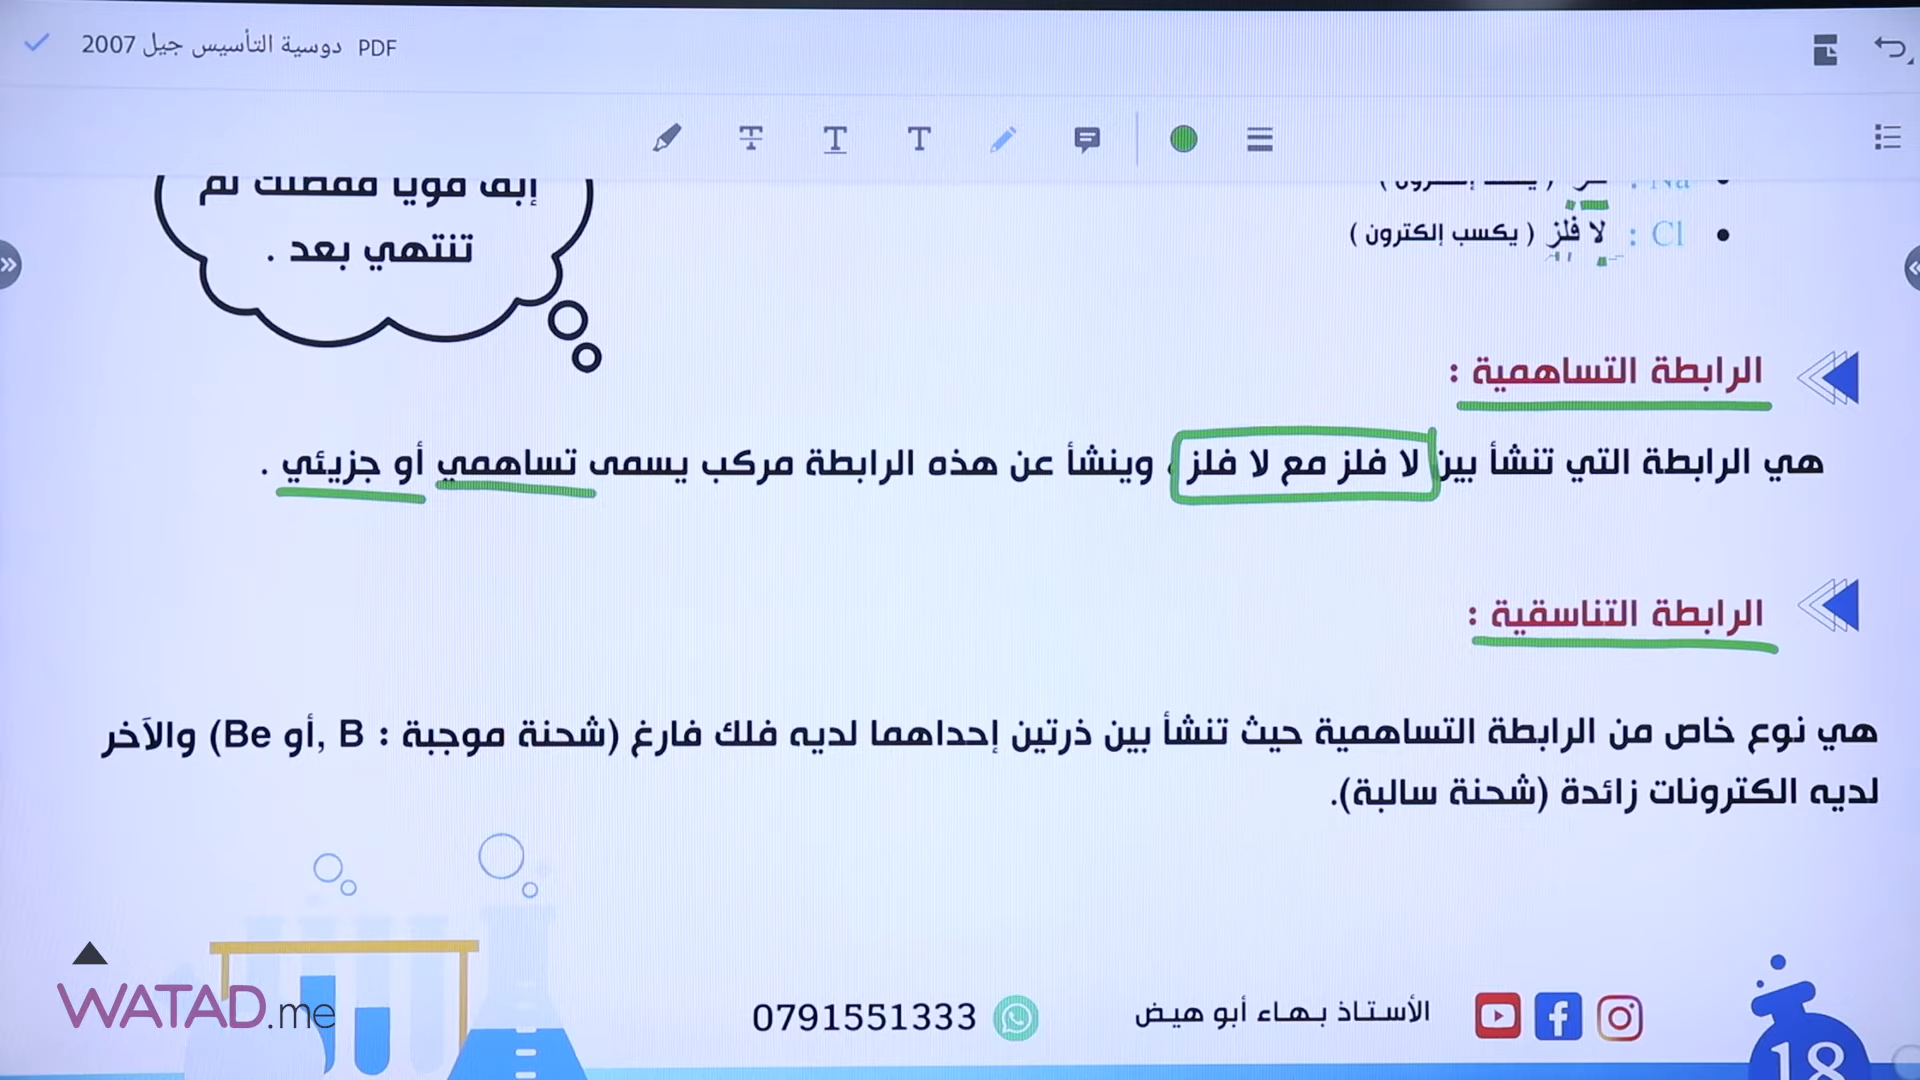 دوسية التأسيس جيل 2007 PDF
تنتهي بعد .
• Cl : لا فلز ( يكسب إلكترون )
الرابطة التساهمية :
هي الرابطة التي تنشأ بين لا فلز مع لا فلز ، وينشأ عن هذه الرابطة مركب يسمى تساهمي أو جزيئي .
الرابطة التناسقية :
هي نوع خاص من الرابطة التساهمية حيث تنشأ بين ذرتين إحداهما لديه فلك فارغ (شحنة موجبة : B ,أو Be) والآخر
لديه الكترونات زائدة (شحنة سالبة).
WATAD.me
0791551333
الأستاذ بهاء أبو هيض
18